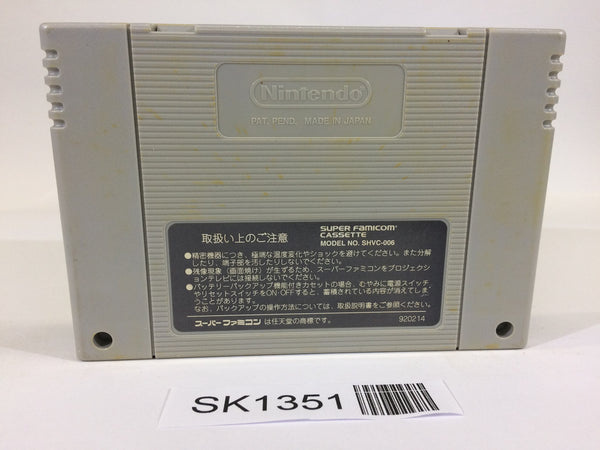 Nintendo
PAT. PEND. MADE IN JAPAN
取扱い上のご注意
SUPER FAMICOM
CASSETTE
MODEL NO. SHVC-006
●精密機器につき、極端な温度変化やショックを避けてください。また分解
したり、端子部を汚したりしないでください。
●残像現象（画面焼け）が生ずるため、スーパーファミコンをプロジェクシ
ョンテレビには接続しないでください。
●バッテリーバックアップ機能付きカセットの場合、むやみに電源スイッチ
やリセットスイッチをON・OFFすると、蓄積されている内容が消えてしま
うことがあります。
なお、バックアップの操作方法については、取扱説明書をご参照ください。
スーパーファミコン は任天堂の商標です。
920214
SK1351